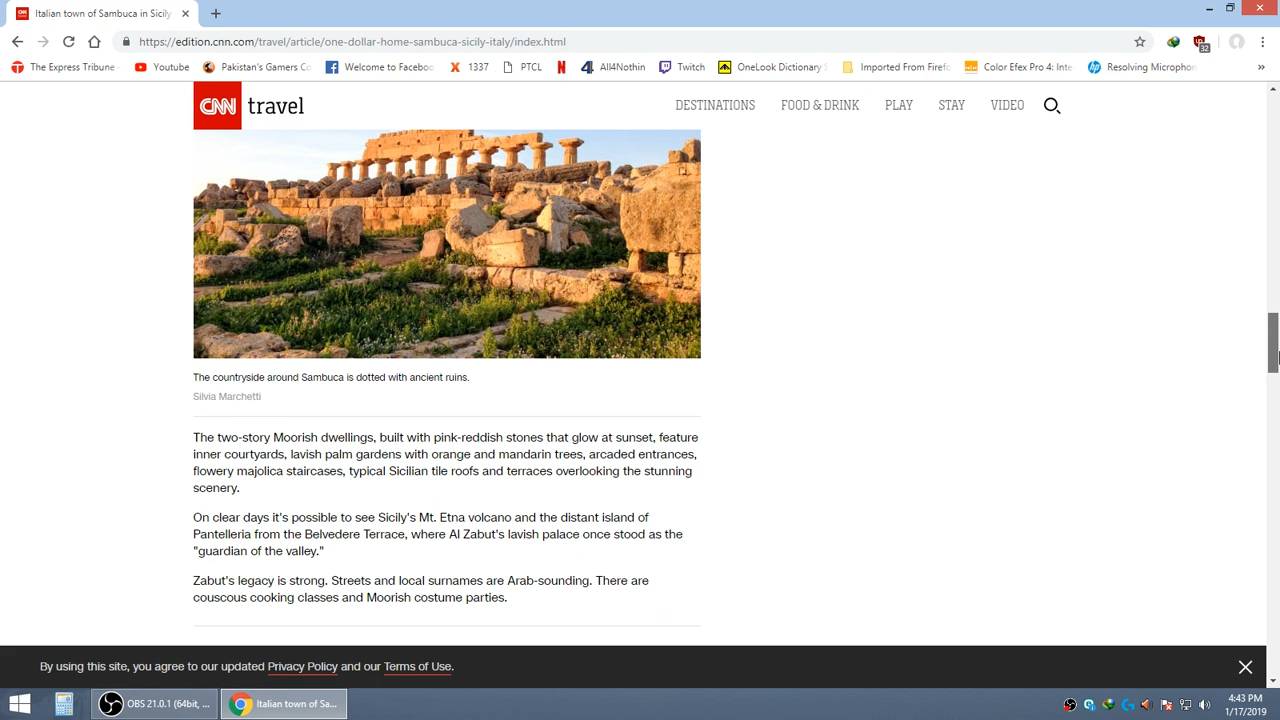 Italian town of Sambuca in Sicily
https://edition.cnn.com/travel/article/one-dollar-home-sambuca-sicily-italy/index.html
32
The Express Tribune Youtube Pakistan's Gamers Co Welcome to Faceboo 1337 PTCL All4Nothin Twitch OneLook Dictionary S Imported From Firefo Color Efex Pro 4: Inte Resolving Microphon »
CNN travel DESTINATIONS FOOD & DRINK PLAY STAY VIDEO
The countryside around Sambuca is dotted with ancient ruins.
Silvia Marchetti
The two-story Moorish dwellings, built with pink-reddish stones that glow at sunset, feature
inner courtyards, lavish palm gardens with orange and mandarin trees, arcaded entrances,
flowery majolica staircases, typical Sicilian tile roofs and terraces overlooking the stunning
scenery.
On clear days it's possible to see Sicily's Mt. Etna volcano and the distant island of
Pantelleria from the Belvedere Terrace, where Al Zabut's lavish palace once stood as the
"guardian of the valley."
Zabut's legacy is strong. Streets and local surnames are Arab-sounding. There are
couscous cooking classes and Moorish costume parties.
By using this site, you agree to our updated Privacy Policy and our Terms of Use.
OBS 21.0.1 (64bit, ... Italian town of Sa... 4:43 PM
1/17/2019